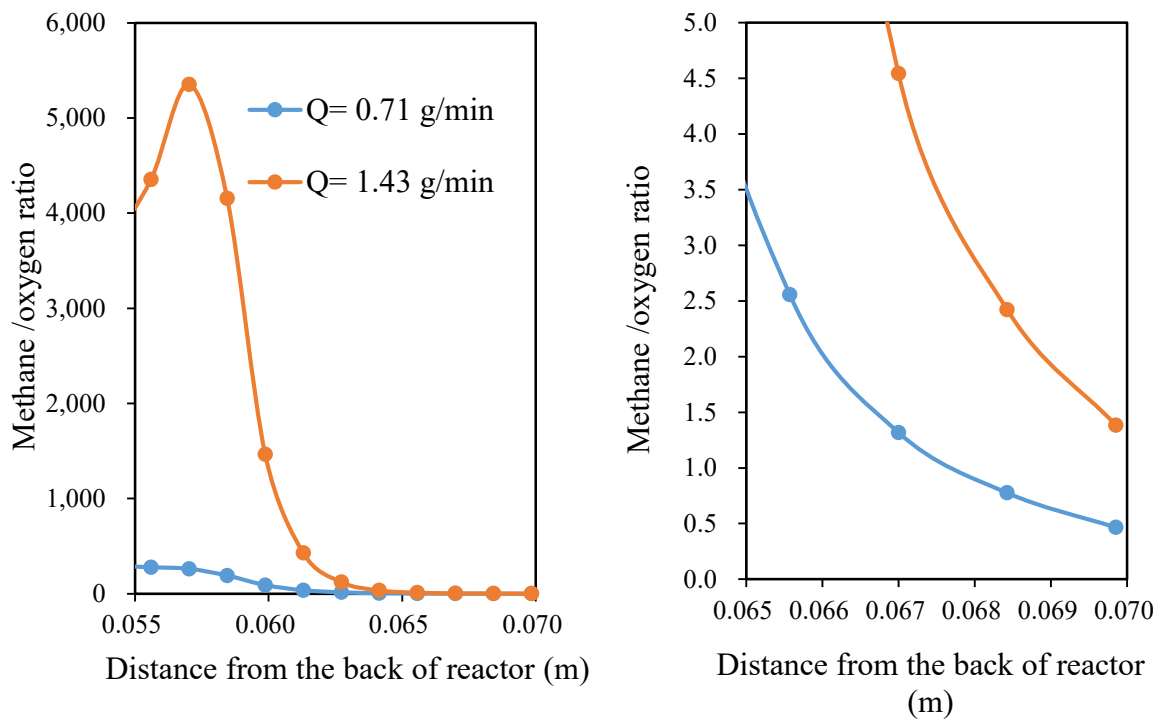 6,000
5,000
4,000
3,000
2,000
1,000
0
Methane /oxygen ratio
Q= 0.71 g/min
Q= 1.43 g/min
0.055 0.060 0.065 0.070
Distance from the back of reactor (m)
5.0
4.5
4.0
3.5
3.0
2.5
2.0
1.5
1.0
0.5
0.0
Methane /oxygen ratio
0.065 0.066 0.067 0.068 0.069 0.070
Distance from the back of reactor
(m)